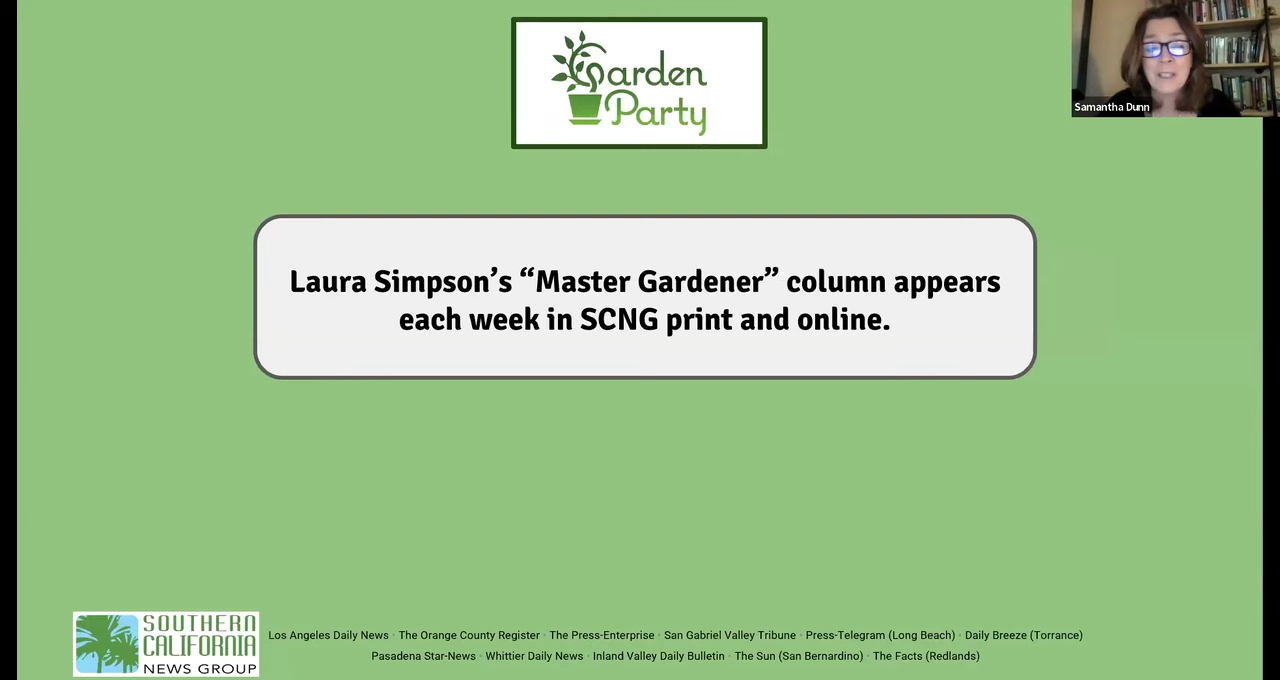 Garden
Party
Samantha Dunn
Laura Simpson’s “Master Gardener” column appears
each week in SCNG print and online.
SOUTHERN
CALIFORNIA
NEWS GROUP
Los Angeles Daily News · The Orange County Register · The Press-Enterprise · San Gabriel Valley Tribune · Press-Telegram (Long Beach) · Daily Breeze (Torrance)
Pasadena Star-News · Whittier Daily News · Inland Valley Daily Bulletin · The Sun (San Bernardino) · The Facts (Redlands)